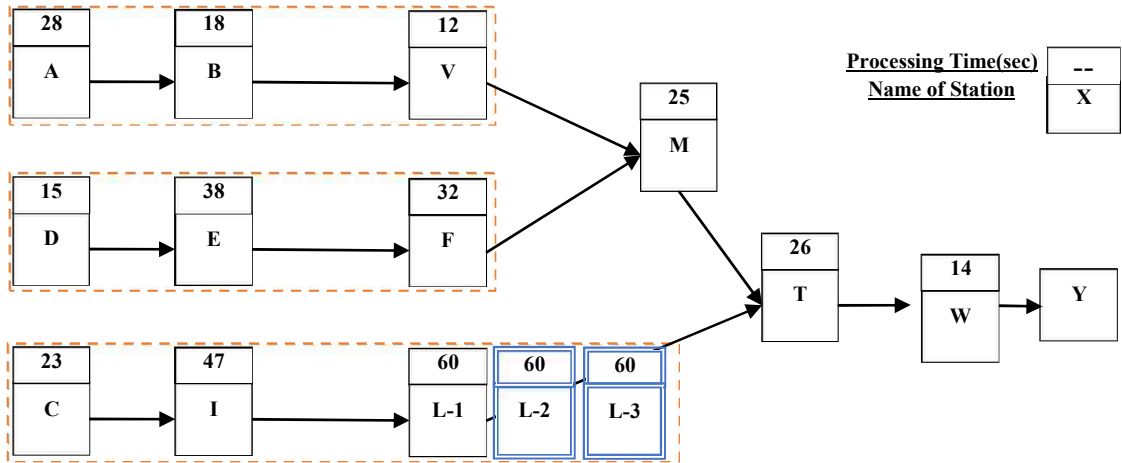 28
A
18
B
12
V
Processing Time(sec)
Name of Station
--
X
25
M
15
D
38
E
32
F
26
T
14
W
Y
23
C
47
I
60
L-1
60
L-2
60
L-3